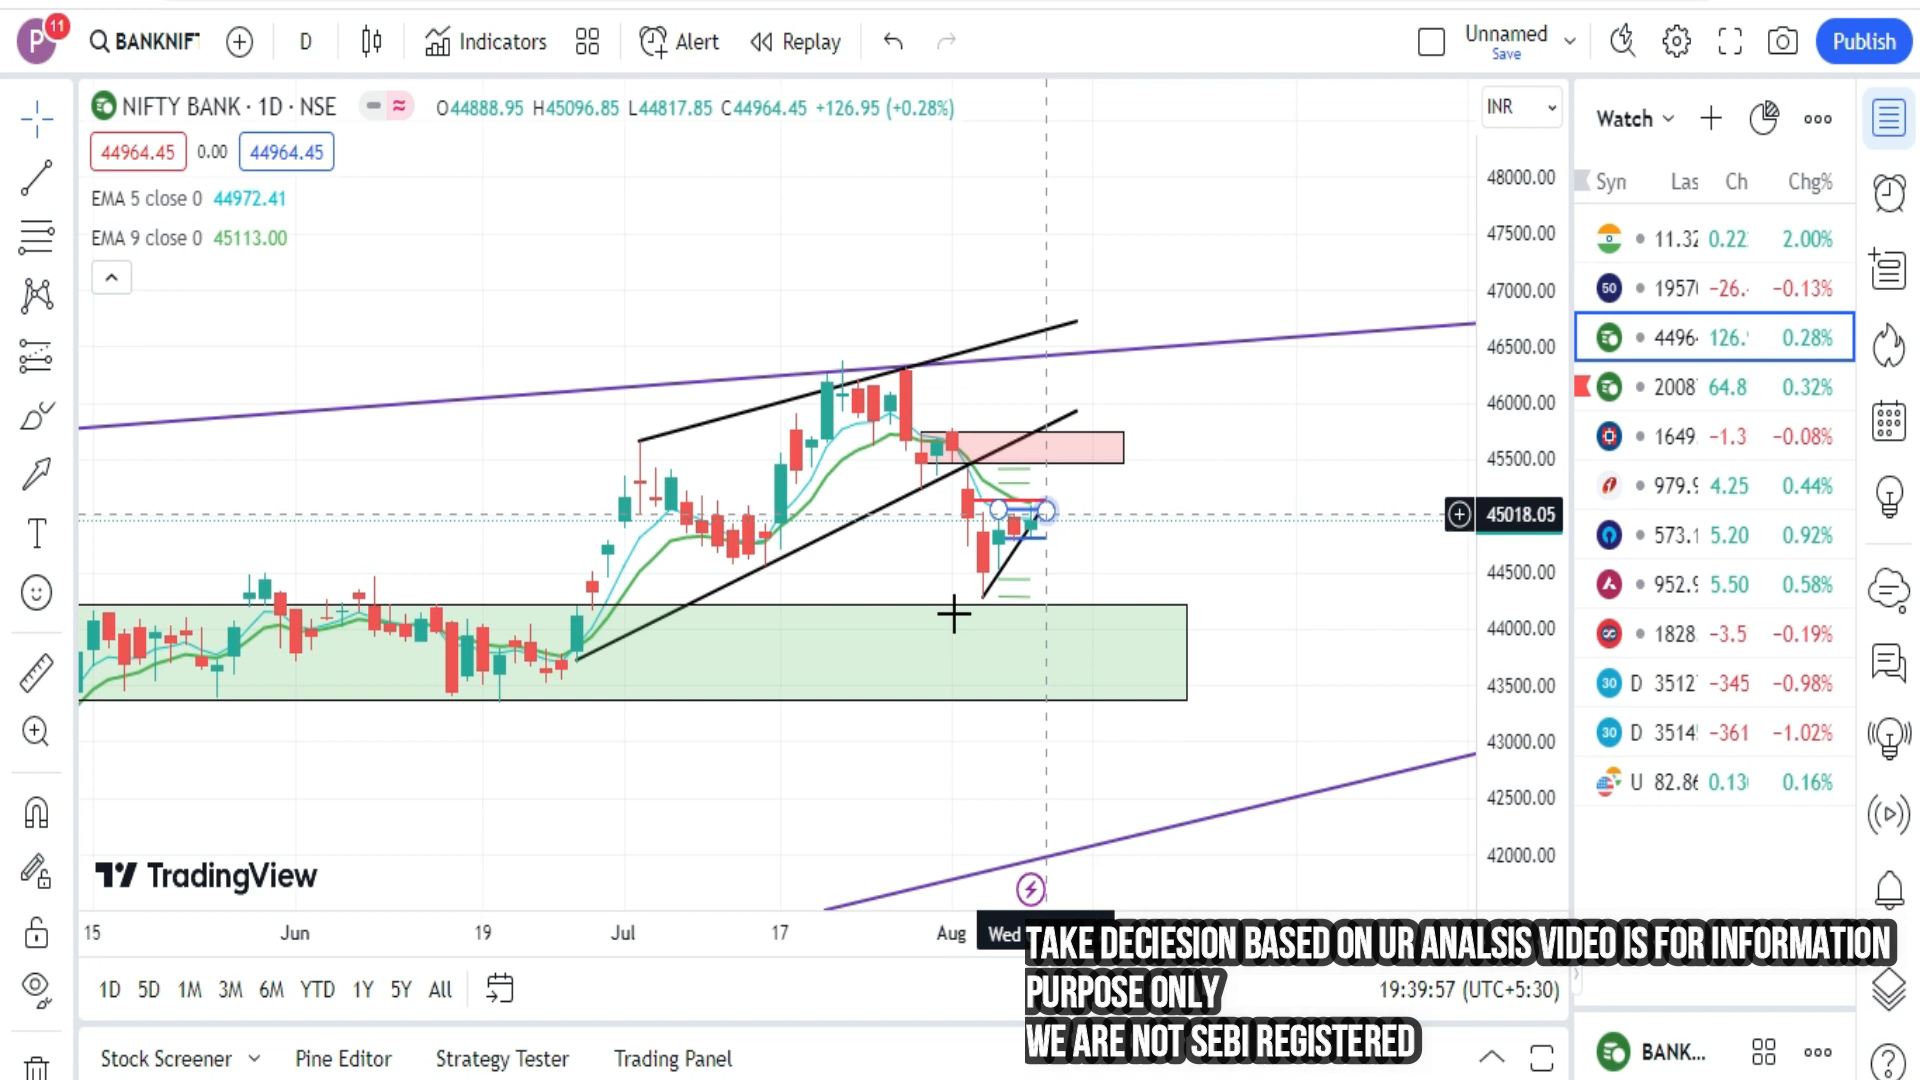 P 11 BANKNIFT D Indicators Alert Replay Unnamed Save Publish
NIFTY BANK · 1D · NSE O44888.95 H45096.85 L44817.85 C44964.45 +126.95 (+0.28%)
INR
Watch
44964.45 0.00 44964.45
Syn Las Ch Chg%
EMA 5 close 0 44972.41
EMA 9 close 0 45113.00
48000.00
47500.00
47000.00
46500.00
46000.00
45500.00
45018.05
44500.00
44000.00
43500.00
43000.00
42500.00
42000.00
11.32 0.22 2.00%
50 1957 -26. -0.13%
4496 126. 0.28%
2008 64.8 0.32%
1649 -1.3 -0.08%
979.9 4.25 0.44%
573.1 5.20 0.92%
952.9 5.50 0.58%
1828 -3.5 -0.19%
30 D 3512 -345 -0.98%
30 D 3514 -361 -1.02%
U 82.86 0.13 0.16%
TradingView
15 Jun 19 Jul 17 Aug Wed
TAKE DECIESION BASED ON UR ANALSIS VIDEO IS FOR INFORMATION
PURPOSE ONLY
WE ARE NOT SEBI REGISTERED
1D 5D 1M 3M 6M YTD 1Y 5Y All
19:39:57 (UTC+5:30)
Stock Screener Pine Editor Strategy Tester Trading Panel
BANK...